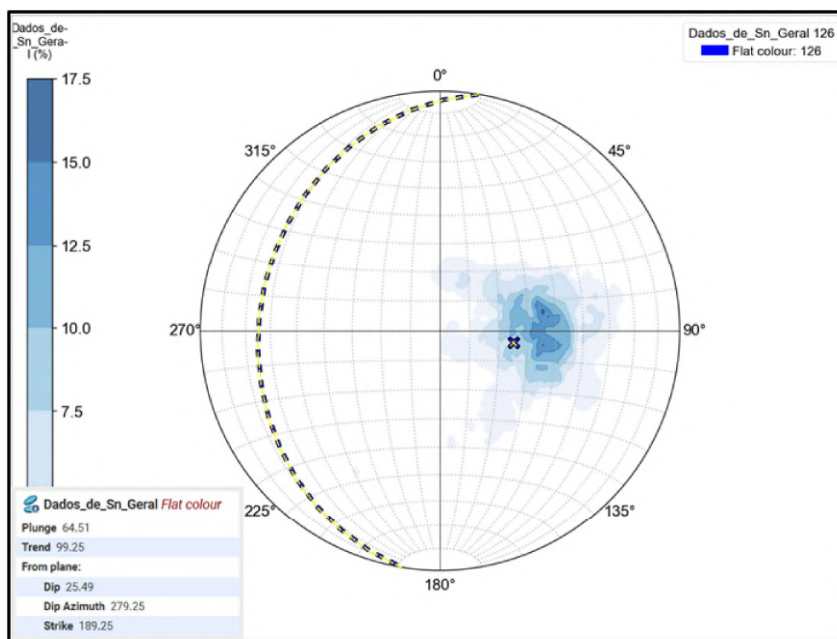 Dados_de-
_Sn_Gera-
l (%)
17.5
15.0
12.5
10.0
7.5
Dados_de_Sn_Geral 126
Flat colour: 126
0°
45°
90°
135°
180°
225°
270°
315°
Dados_de_Sn_Geral Flat colour
Plunge 64.51
Trend 99.25
From plane:
Dip 25.49
Dip Azimuth 279.25
Strike 189.25